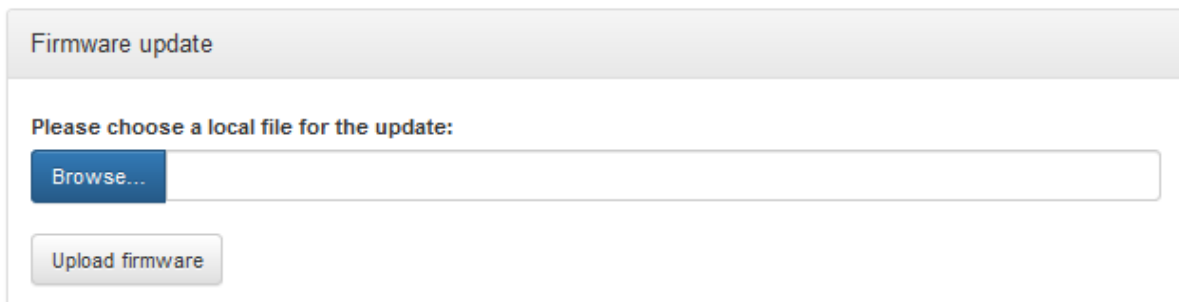 Firmware update
Please choose a local file for the update:
Browse...
Upload firmware